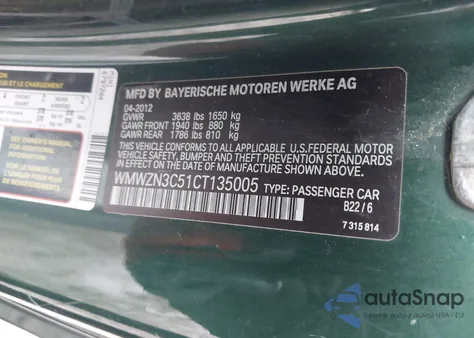 MFD BY BAYERISCHE MOTOREN WERKE AG
04-2012
GVWR 3638 lbs 1650 kg
GAWR FRONT 1940 lbs 880 kg
GAWR REAR 1786 lbs 810 kg
THIS VEHICLE CONFORMS TO ALL APPLICABLE
U.S. FEDERAL MOTOR VEHICLE SAFETY, BUMPER
AND THEFT PREVENTION STANDARDS IN
EFFECT ON THE DATE OF MANUFACTURE
SHOWN ABOVE.
WMWZN3C51CT135005 TYPE: PASSENGER CAR
B22 / 6
7 315 814
autoSnap